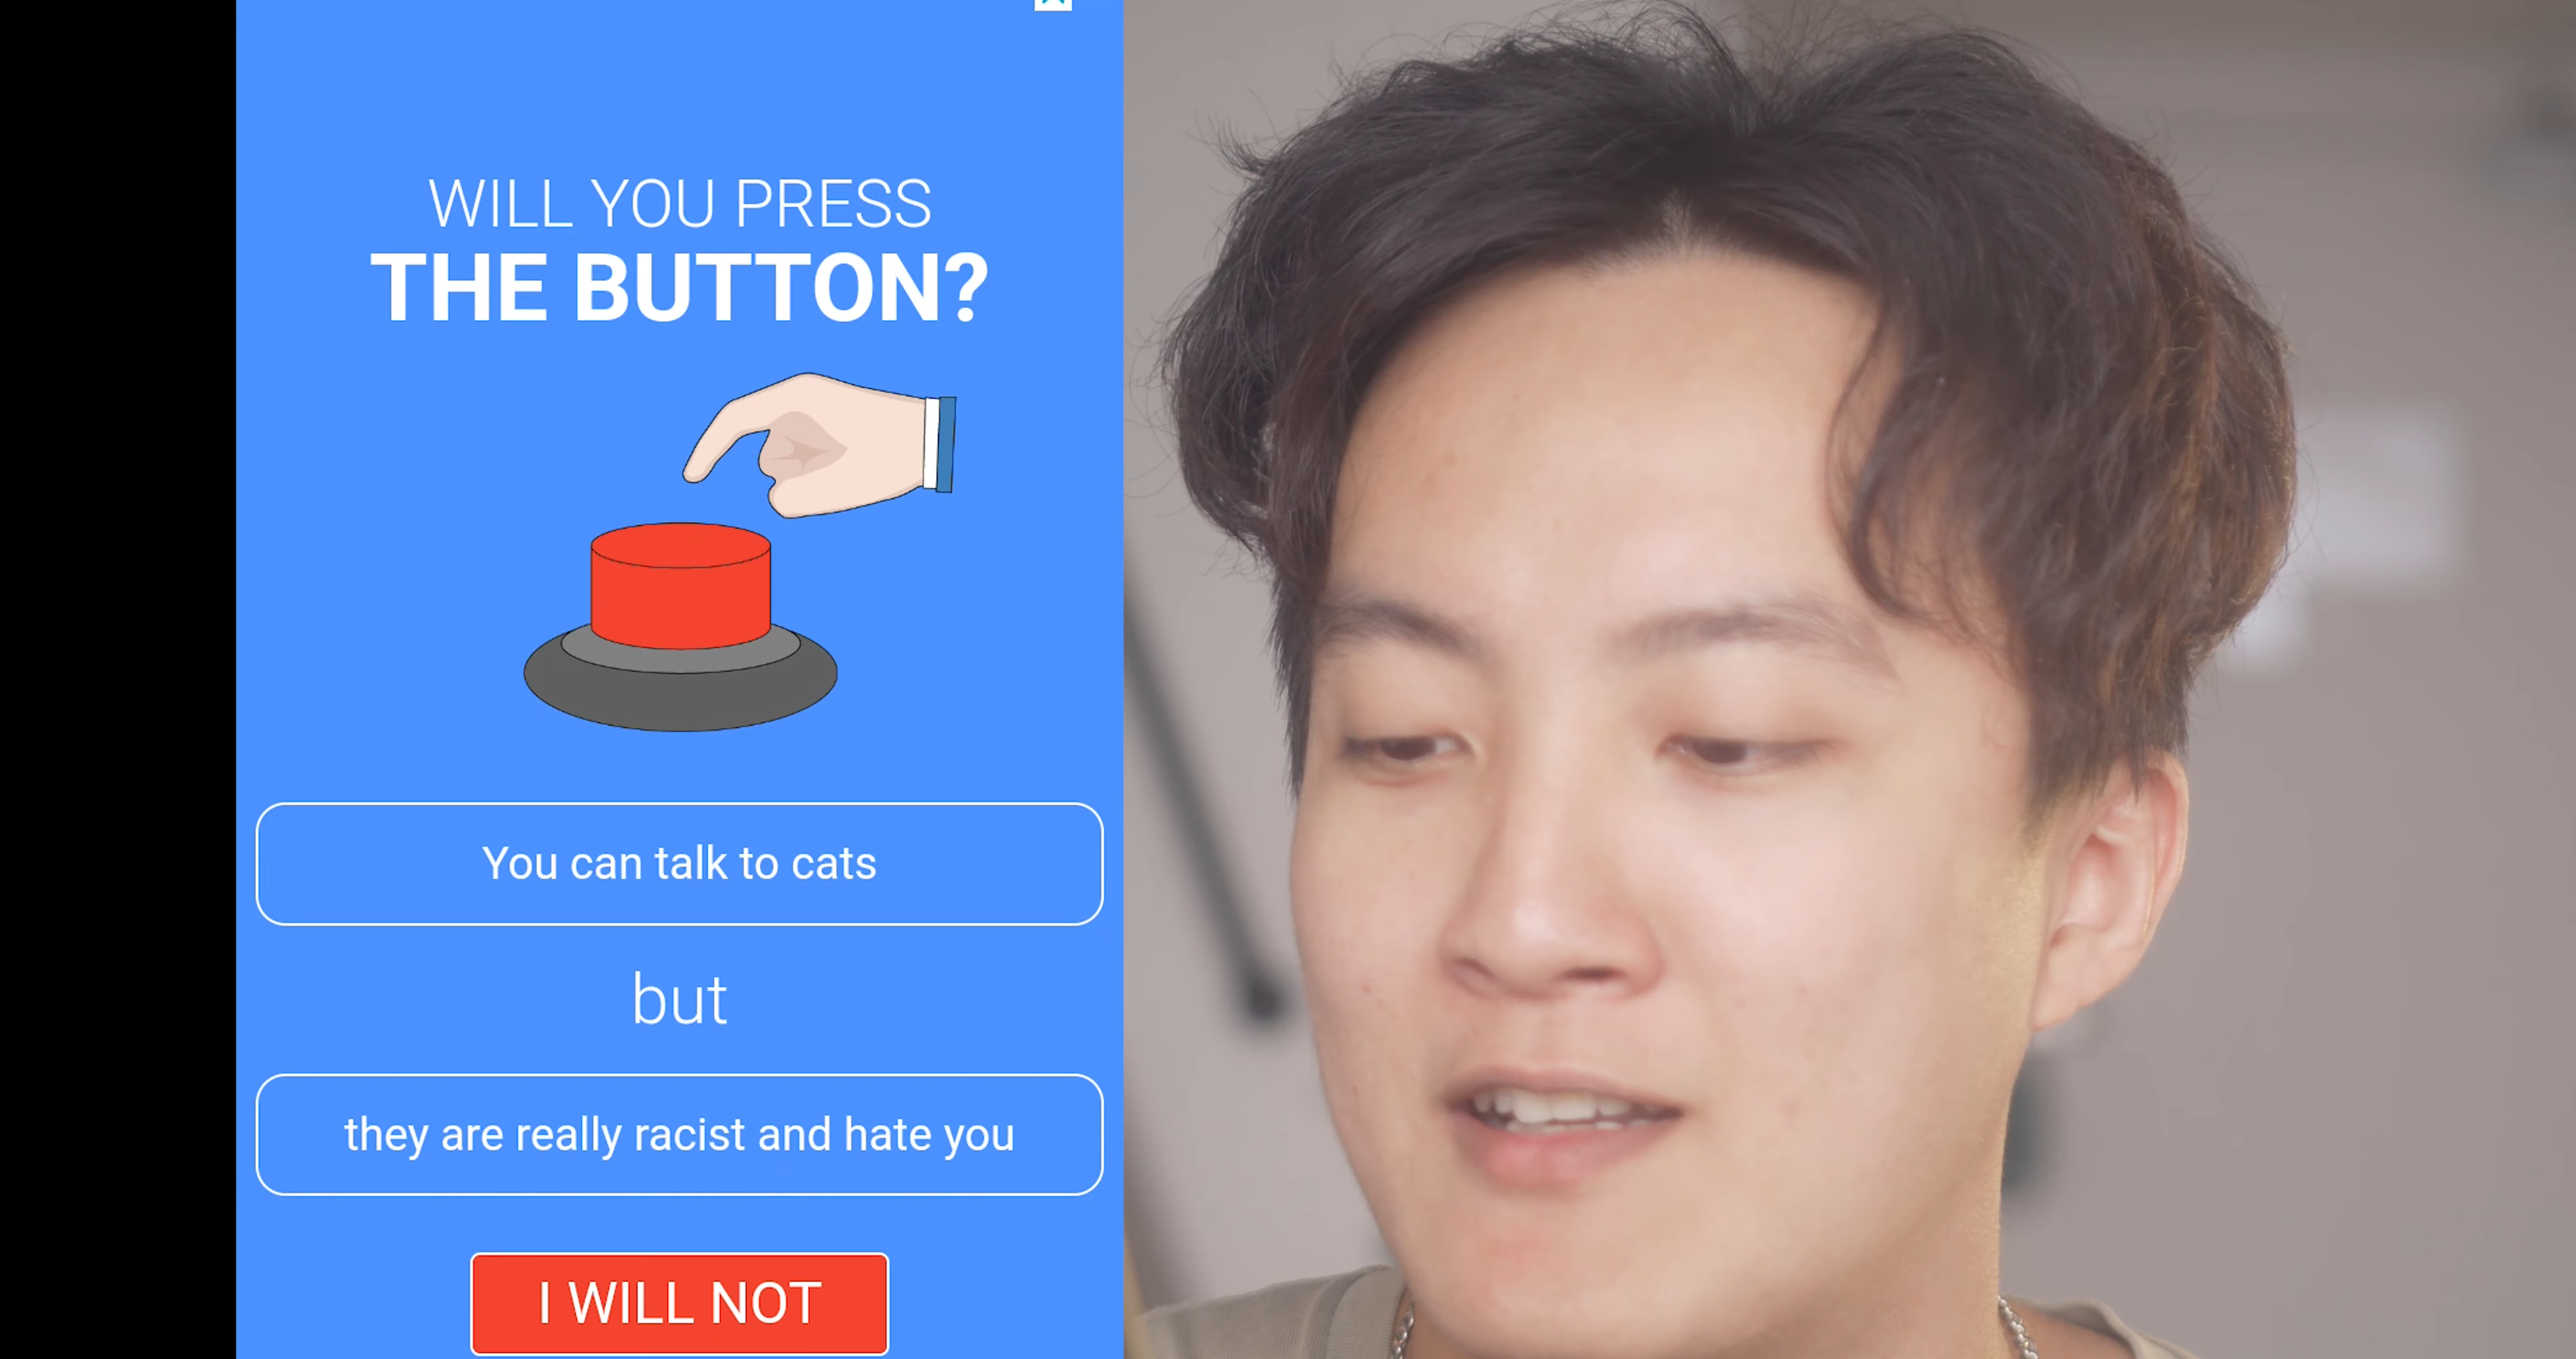 WILL YOU PRESS
THE BUTTON?
You can talk to cats
but
they are really racist and hate you
I WILL NOT